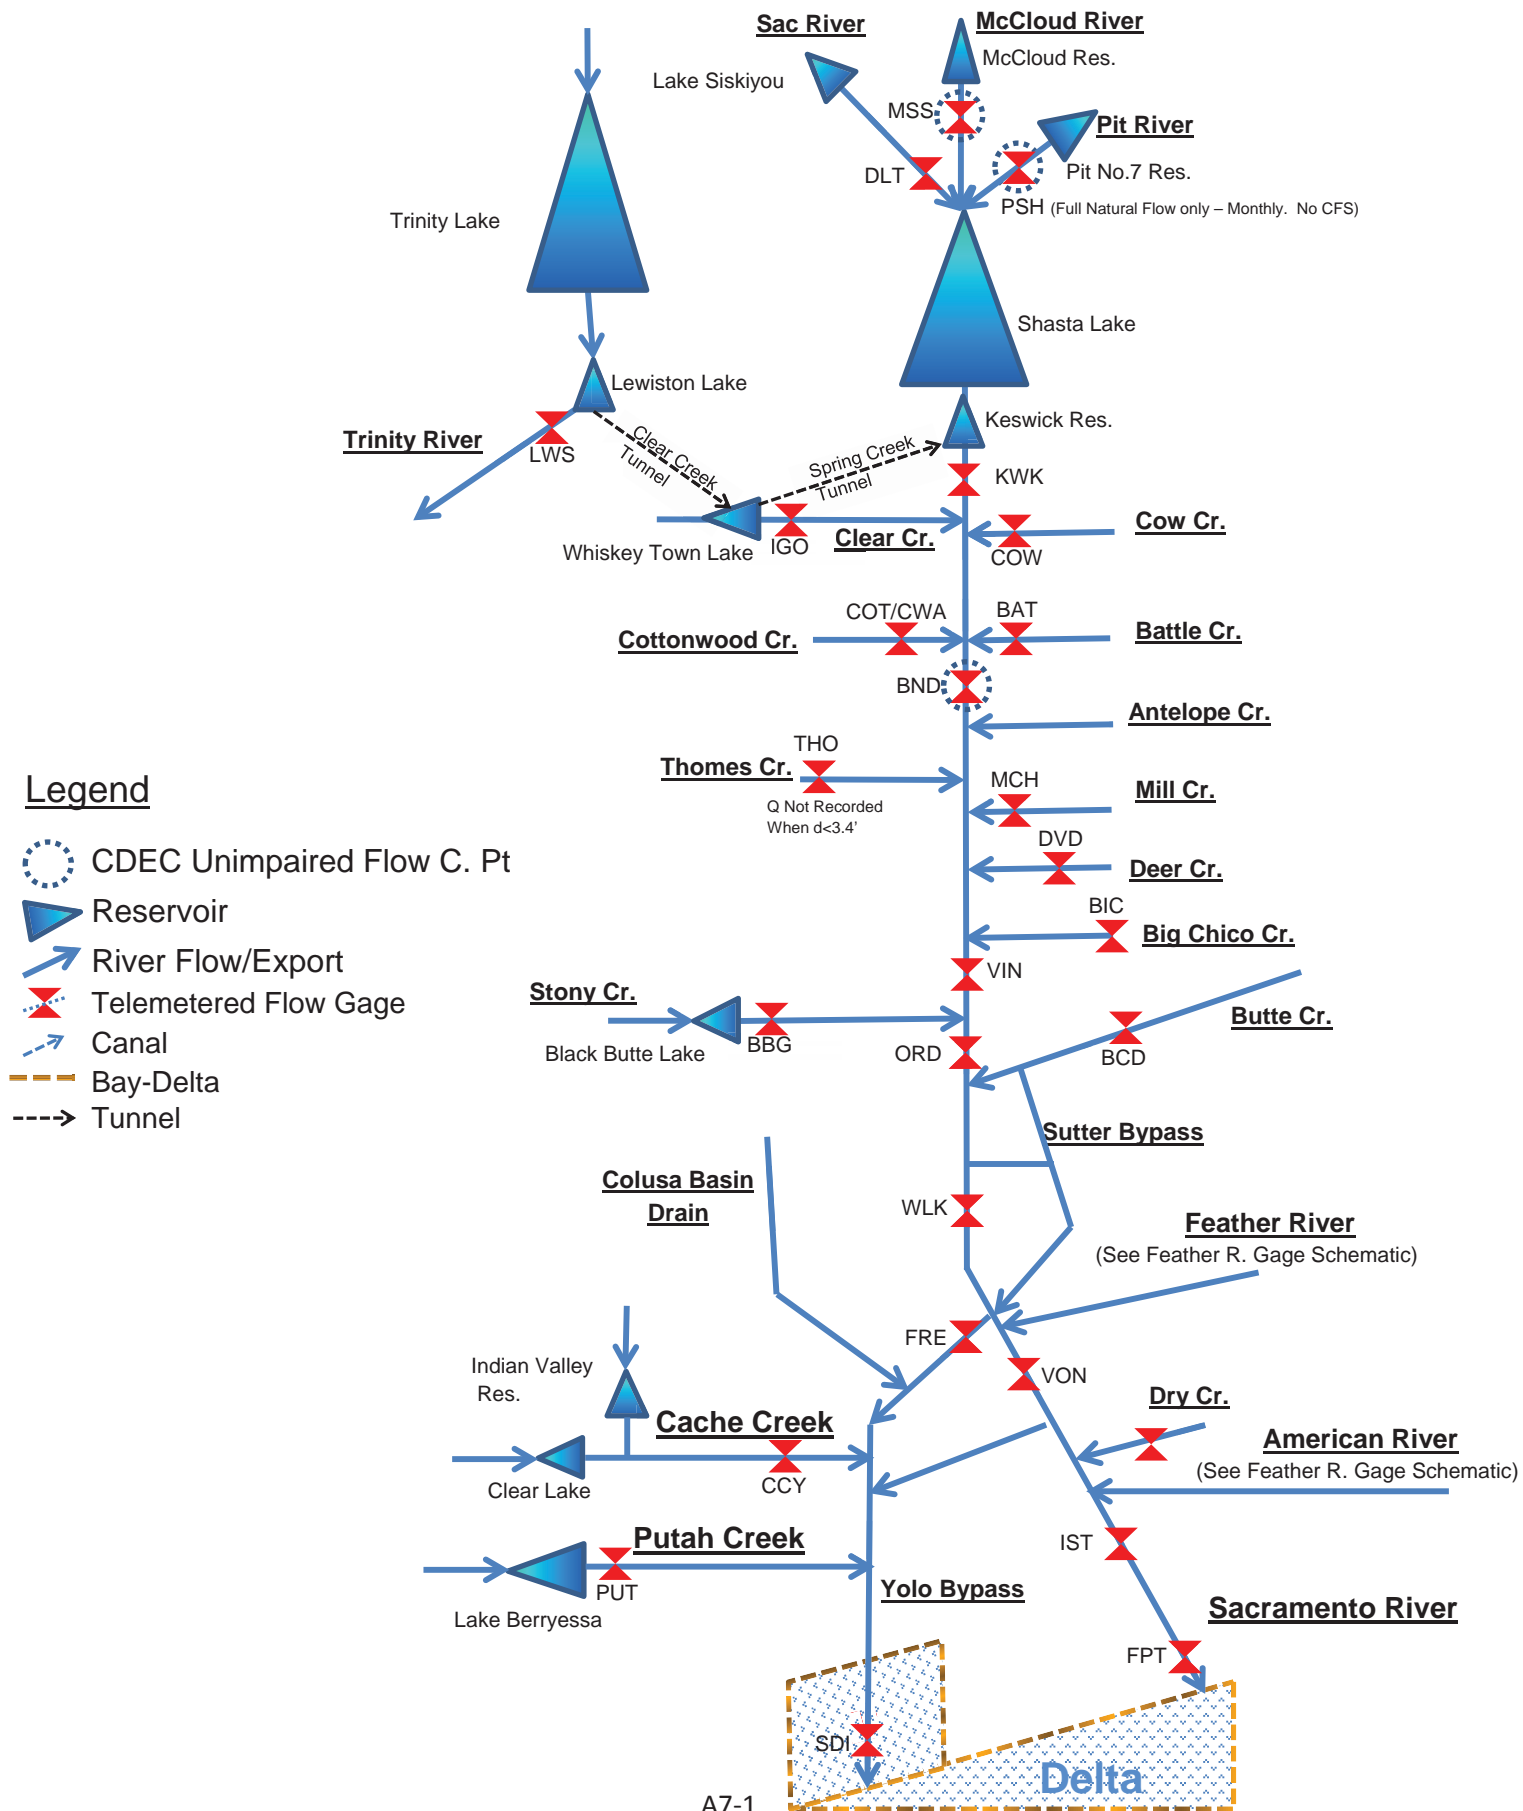 Sac River
McCloud River
McCloud Res.
Lake Siskiyou
MSS
Pit River
DLT
Pit No.7 Res.
PSH (Full Natural Flow only – Monthly. No CFS)
Trinity Lake
Shasta Lake
Lewiston Lake
Keswick Res.
Trinity River
LWS
Clear Creek
Tunnel
Spring Creek
Tunnel
KWK
Whiskey Town Lake
IGO
Clear Cr.
Cow Cr.
COW
COT/CWA
BAT
Cottonwood Cr.
Battle Cr.
BND
Antelope Cr.
THO
Thomes Cr.
Q Not Recorded
When d<3.4’
MCH
Mill Cr.
DVD
Deer Cr.
BIC
Big Chico Cr.
VIN
Legend
CDEC Unimpaired Flow C. Pt
Reservoir
River Flow/Export
Telemetered Flow Gage
Canal
Bay-Delta
Tunnel
Stony Cr.
Black Butte Lake
BBG
ORD
Butte Cr.
BCD
Sutter Bypass
Colusa Basin
Drain
WLK
Feather River
(See Feather R. Gage Schematic)
FRE
VON
Indian Valley
Res.
Cache Creek
Dry Cr.
American River
(See Feather R. Gage Schematic)
Clear Lake
CCY
Putah Creek
IST
PUT
Yolo Bypass
Lake Berryessa
Sacramento River
FPT
SDI
Delta
A7-1